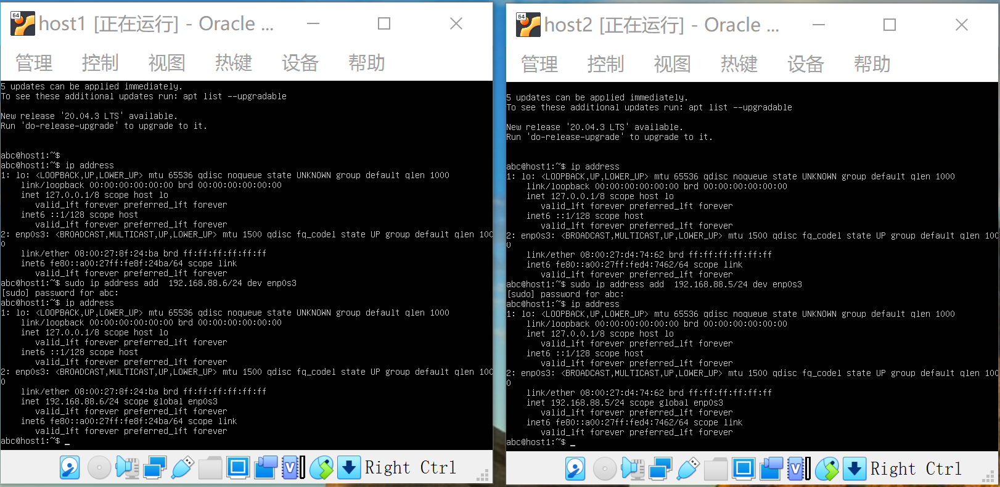 64
host1 [正在运行] - Oracle ...
管理 控制 视图 热键 设备 帮助
5 updates can be applied immediately.
To see these additional updates run: apt list --upgradable
New release '20.04.3 LTS' available.
Run 'do-release-upgrade' to upgrade to it.
abc@host1:~$
abc@host1:~$ ip address
1: lo: <LOOPBACK,UP,LOWER_UP> mtu 65536 qdisc noqueue state UNKNOWN group default qlen 1000
link/loopback 00:00:00:00:00:00 brd 00:00:00:00:00:00
inet 127.0.0.1/8 scope host lo
valid_lft forever preferred_lft forever
inet6 ::1/128 scope host
valid_lft forever preferred_lft forever
2: enp0s3: <BROADCAST,MULTICAST,UP,LOWER_UP> mtu 1500 qdisc fq_codel state UP group default qlen 100
0
link/ether 08:00:27:8f:24:ba brd ff:ff:ff:ff:ff:ff
inet6 fe80::a00:27ff:fe8f:24ba/64 scope link
valid_lft forever preferred_lft forever
abc@host1:~$ sudo ip address add  192.168.88.6/24 dev enp0s3
[sudo] password for abc:
abc@host1:~$ ip address
1: lo: <LOOPBACK,UP,LOWER_UP> mtu 65536 qdisc noqueue state UNKNOWN group default qlen 1000
link/loopback 00:00:00:00:00:00 brd 00:00:00:00:00:00
inet 127.0.0.1/8 scope host lo
valid_lft forever preferred_lft forever
inet6 ::1/128 scope host
valid_lft forever preferred_lft forever
2: enp0s3: <BROADCAST,MULTICAST,UP,LOWER_UP> mtu 1500 qdisc fq_codel state UP group default qlen 100
0
link/ether 08:00:27:8f:24:ba brd ff:ff:ff:ff:ff:ff
inet 192.168.88.6/24 scope global enp0s3
valid_lft forever preferred_lft forever
inet6 fe80::a00:27ff:fe8f:24ba/64 scope link
valid_lft forever preferred_lft forever
abc@host1:~$ _
V
Right Ctrl
64
host2 [正在运行] - Oracle ...
管理 控制 视图 热键 设备 帮助
5 updates can be applied immediately.
To see these additional updates run: apt list --upgradable
New release '20.04.3 LTS' available.
Run 'do-release-upgrade' to upgrade to it.
abc@host1:~$ ip address
1: lo: <LOOPBACK,UP,LOWER_UP> mtu 65536 qdisc noqueue state UNKNOWN group default qlen 1000
link/loopback 00:00:00:00:00:00 brd 00:00:00:00:00:00
inet 127.0.0.1/8 scope host lo
valid_lft forever preferred_lft forever
inet6 ::1/128 scope host
valid_lft forever preferred_lft forever
2: enp0s3: <BROADCAST,MULTICAST,UP,LOWER_UP> mtu 1500 qdisc fq_codel state UP group default qlen 100
0
link/ether 08:00:27:d4:74:62 brd ff:ff:ff:ff:ff:ff
inet6 fe80::a00:27ff:fed4:7462/64 scope link
valid_lft forever preferred_lft forever
abc@host1:~$ sudo ip address add  192.168.88.5/24 dev enp0s3
[sudo] password for abc:
abc@host1:~$ ip address
1: lo: <LOOPBACK,UP,LOWER_UP> mtu 65536 qdisc noqueue state UNKNOWN group default qlen 1000
link/loopback 00:00:00:00:00:00 brd 00:00:00:00:00:00
inet 127.0.0.1/8 scope host lo
valid_lft forever preferred_lft forever
inet6 ::1/128 scope host
valid_lft forever preferred_lft forever
2: enp0s3: <BROADCAST,MULTICAST,UP,LOWER_UP> mtu 1500 qdisc fq_codel state UP group default qlen 100
0
link/ether 08:00:27:d4:74:62 brd ff:ff:ff:ff:ff:ff
inet 192.168.88.5/24 scope global enp0s3
valid_lft forever preferred_lft forever
inet6 fe80::a00:27ff:fed4:7462/64 scope link
valid_lft forever preferred_lft forever
abc@host1:~$ _
V
Right Ctrl